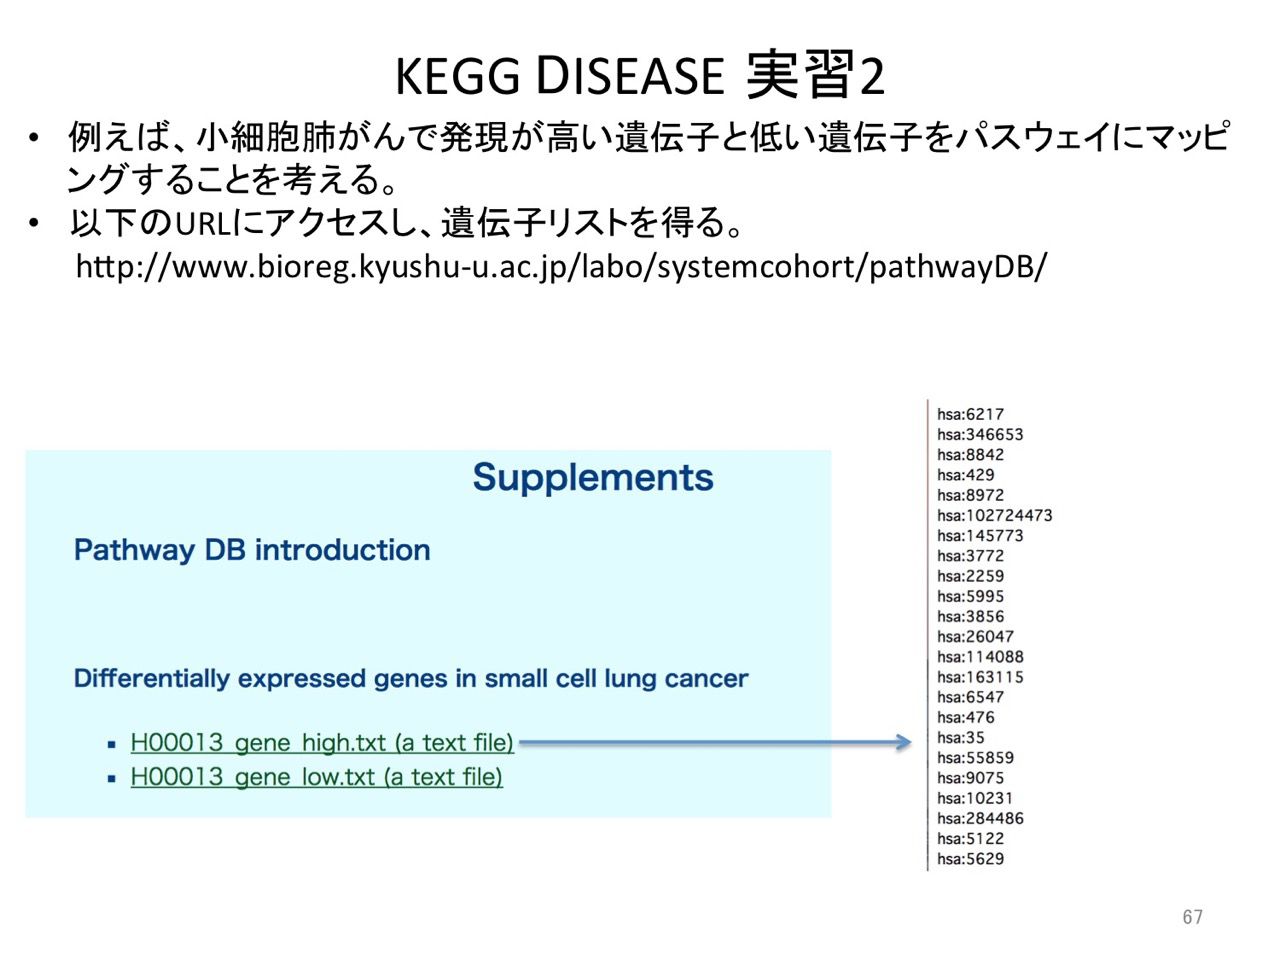 KEGG DISEASE 実習2
• 例えば、小細胞肺がんで発現が高い遺伝子と低い遺伝子をパスウェイにマッピ
ングすることを考える。
• 以下のURLにアクセスし、遺伝子リストを得る。
http://www.bioreg.kyushu-u.ac.jp/labo/systemcohort/pathwayDB/
Supplements
Pathway DB introduction
Differentially expressed genes in small cell lung cancer
▪ H00013_gene_high.txt (a text file)
▪ H00013_gene_low.txt (a text file)
hsa:6217
hsa:346653
hsa:8842
hsa:429
hsa:8972
hsa:102724473
hsa:145773
hsa:3772
hsa:2259
hsa:5995
hsa:3856
hsa:26047
hsa:114088
hsa:163115
hsa:6547
hsa:476
hsa:35
hsa:55859
hsa:9075
hsa:10231
hsa:284486
hsa:5122
hsa:5629
67